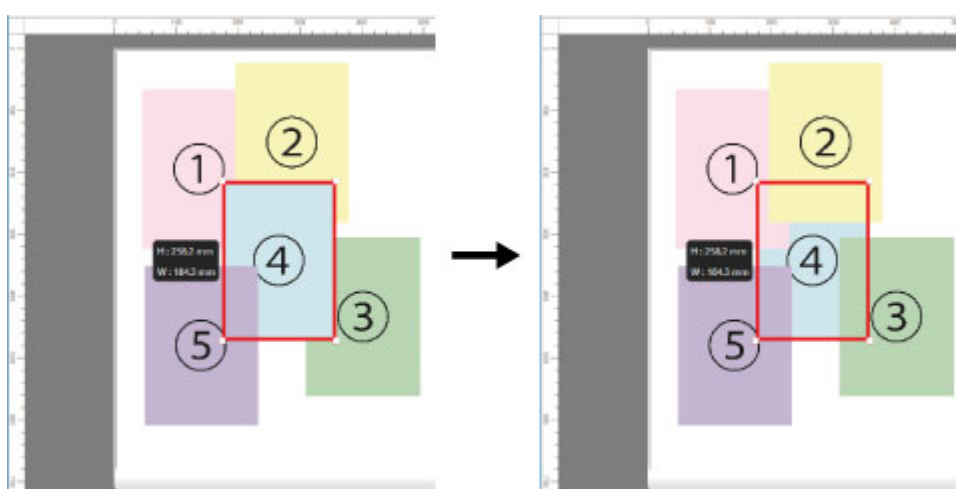 ①
②
H : 258.2 mm
W : 184.3 mm
④
③
⑤
①
②
H : 258.2 mm
W : 184.3 mm
④
③
⑤